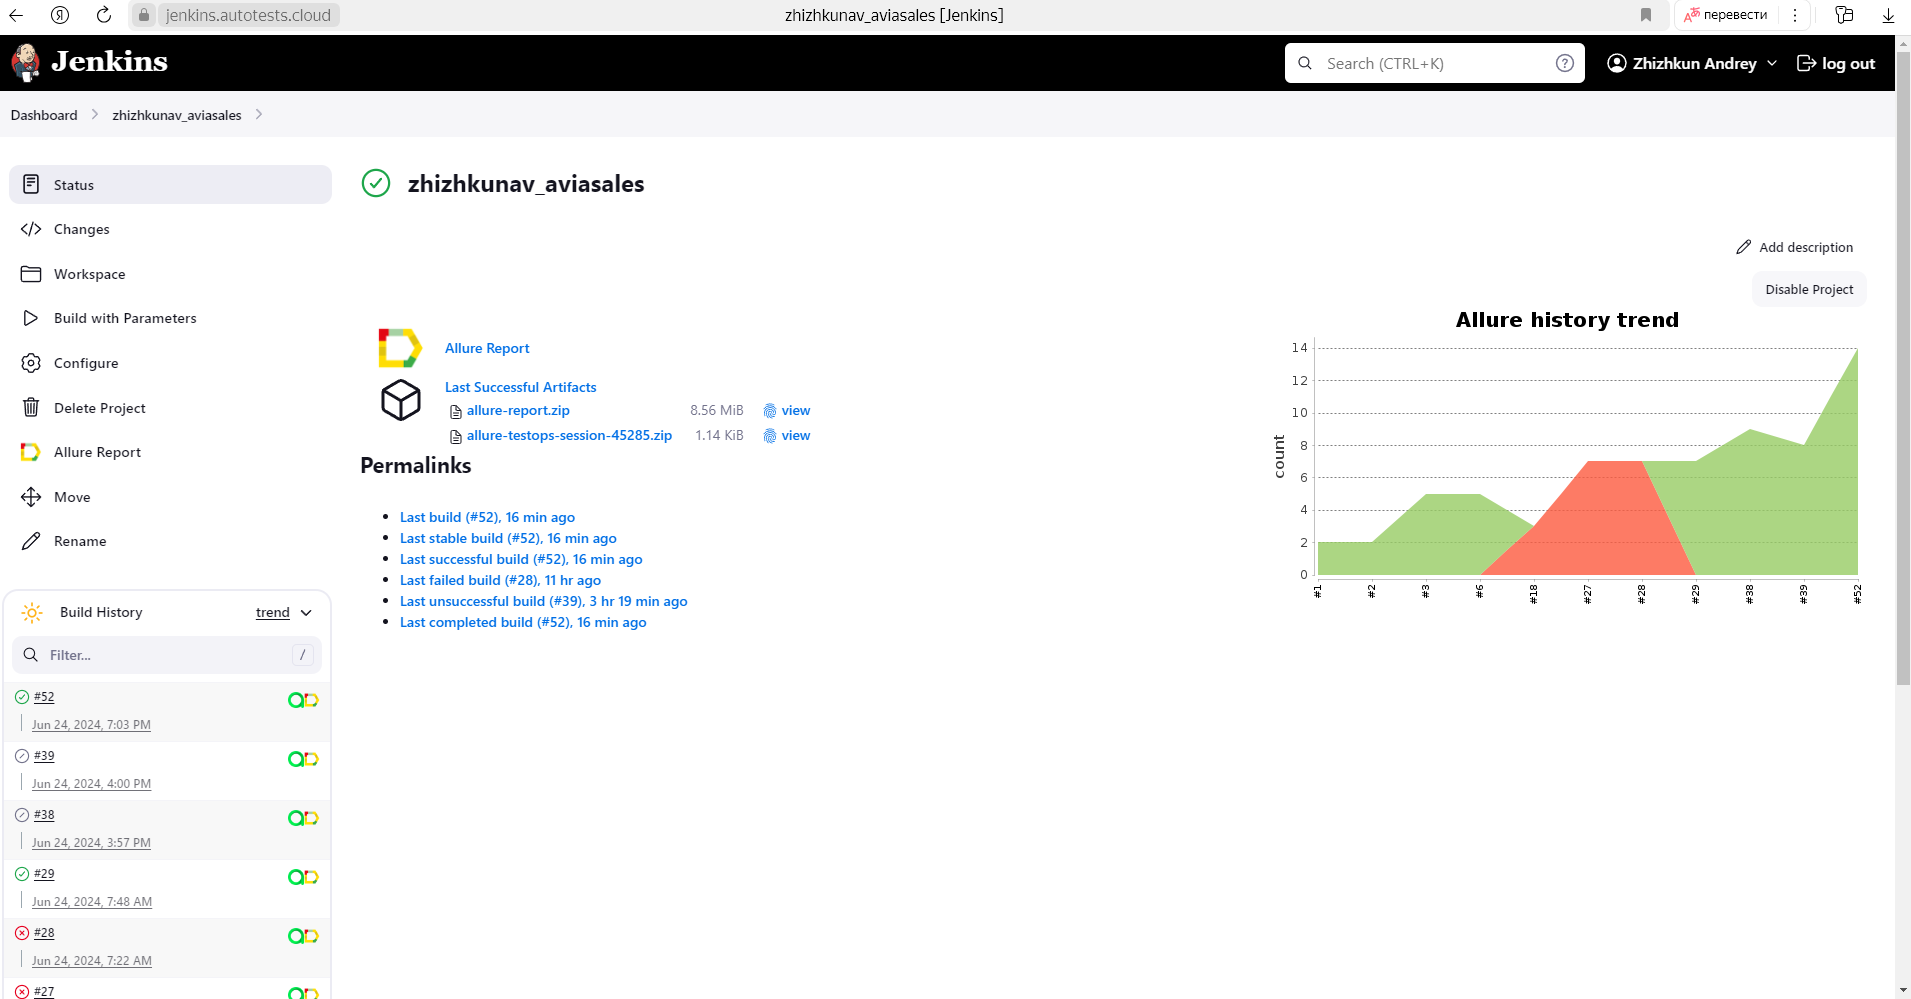 jenkins.autotests.cloud
zhizhkunav_aviasales [Jenkins]
перевести
Jenkins
Search (CTRL+K)
Zhizhkun Andrey
log out
Dashboard
zhizhkunav_aviasales
Status
Changes
Workspace
Build with Parameters
Configure
Delete Project
Allure Report
Move
Rename
Build History
trend
Filter...
/
#52
Jun 24, 2024, 7:03 PM
#39
Jun 24, 2024, 4:00 PM
#38
Jun 24, 2024, 3:57 PM
#29
Jun 24, 2024, 7:48 AM
#28
Jun 24, 2024, 7:22 AM
#27
zhizhkunav_aviasales
Add description
Disable Project
Allure Report
Last Successful Artifacts
allure-report.zip 8.56 MiB view
allure-testops-session-45285.zip 1.14 KiB view
Permalinks
Last build (#52), 16 min ago
Last stable build (#52), 16 min ago
Last successful build (#52), 16 min ago
Last failed build (#28), 11 hr ago
Last unsuccessful build (#39), 3 hr 19 min ago
Last completed build (#52), 16 min ago
Allure history trend
count
14
12
10
8
6
4
2
0
#1 #2 #3 #6 #18 #27 #28 #29 #38 #39 #52